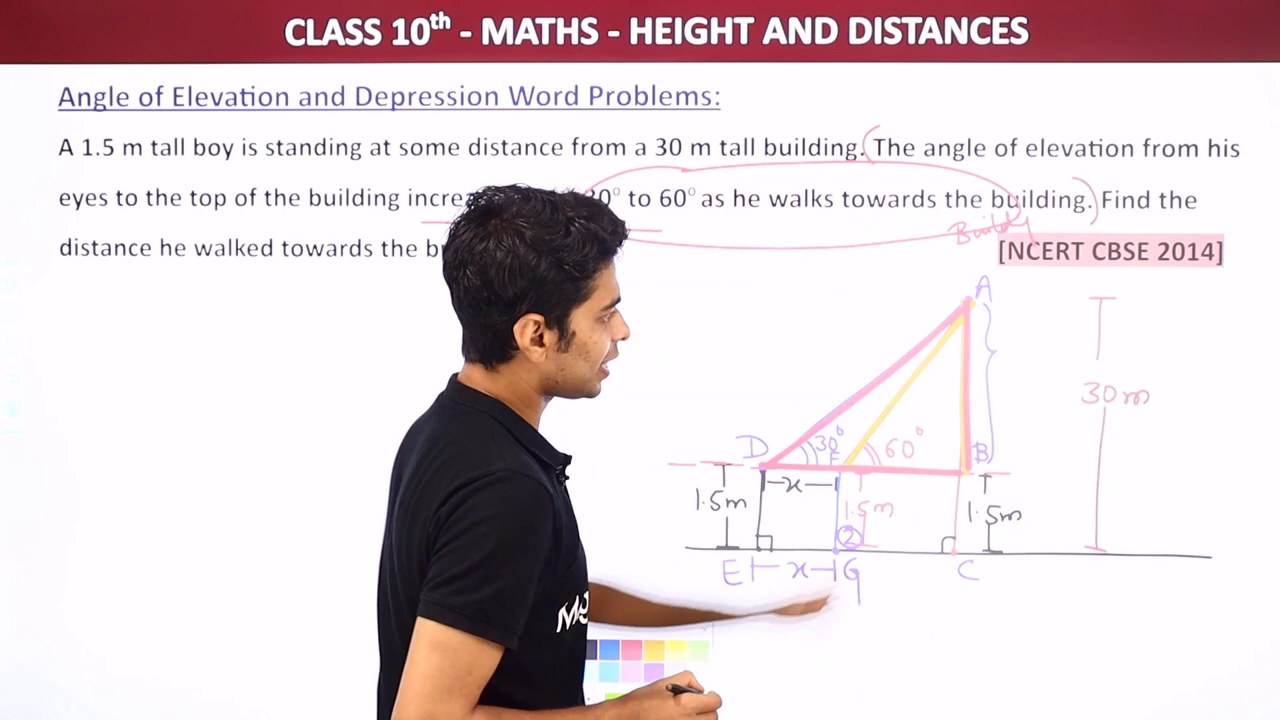 CLASS 10th - MATHS - HEIGHT AND DISTANCES
Angle of Elevation and Depression Word Problems:
A 1.5 m tall boy is standing at some distance from a 30 m tall building. The angle of elevation from his
eyes to the top of the building increa 30° to 60° as he walks towards the building. Find the
distance he walked towards the b
[NCERT CBSE 2014]
A
30m
D 30° F 60° B
x
1.5m 1.5m 1.5m
2
E x G C